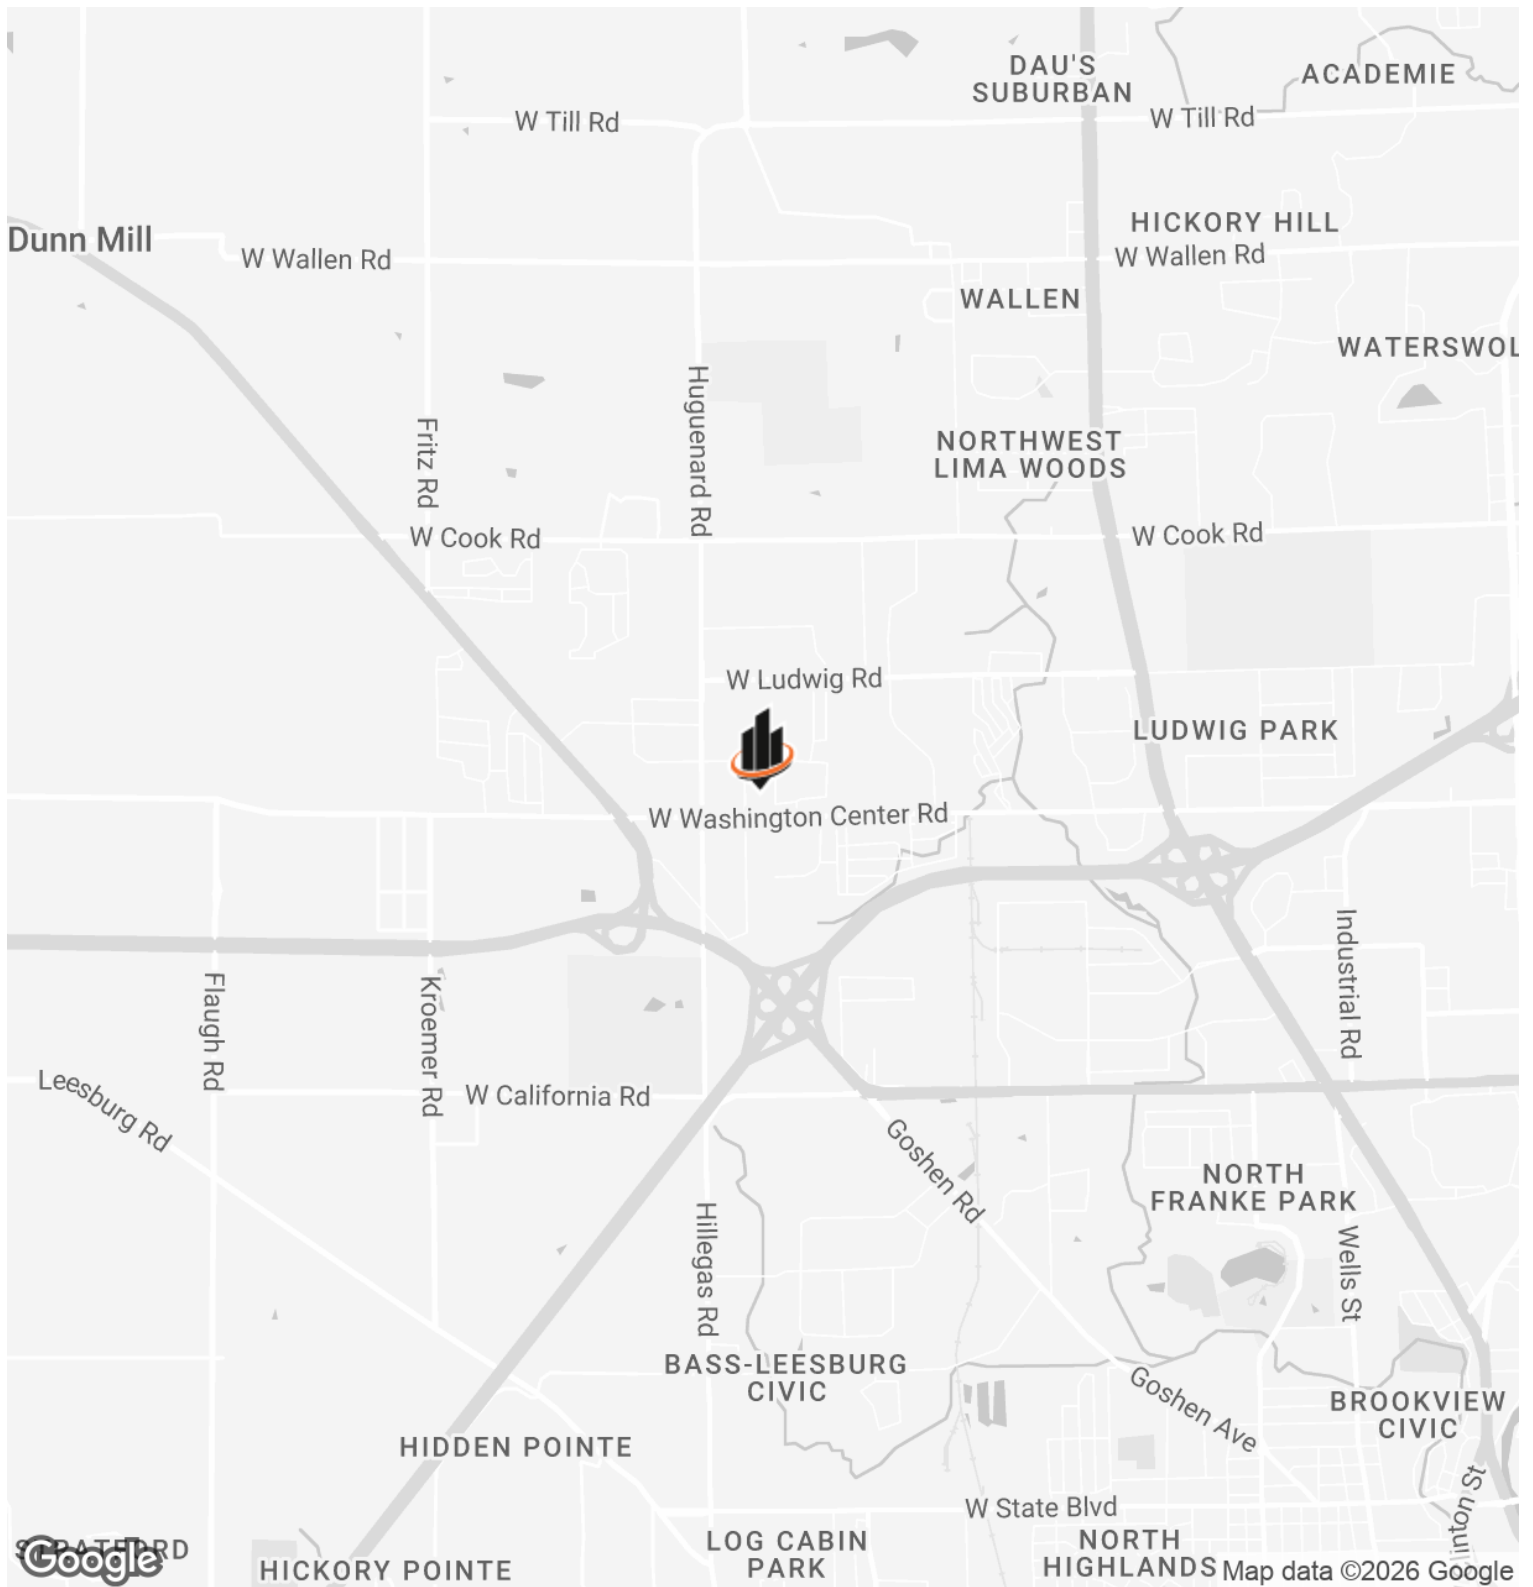 DAU'S
SUBURBAN
ACADEMIE
W Till Rd
W Till Rd
HICKORY HILL
Dunn Mill
W Wallen Rd
W Wallen Rd
WALLEN
WATERSWOL
Huguenard Rd
Fritz Rd
NORTHWEST
LIMA WOODS
W Cook Rd
W Cook Rd
W Ludwig Rd
LUDWIG PARK
W Washington Center Rd
Industrial Rd
Flaugh Rd
Kroemer Rd
Leesburg Rd
W California Rd
Goshen Rd
NORTH
FRANKE PARK
Hillegas Rd
Wells St
BASS-LEESBURG
CIVIC
Goshen Ave
BROOKVIEW
CIVIC
HIDDEN POINTE
W State Blvd
linton St
LOG CABIN
PARK
NORTH
HIGHLANDS
HICKORY POINTE
Google
Map data ©2026 Google